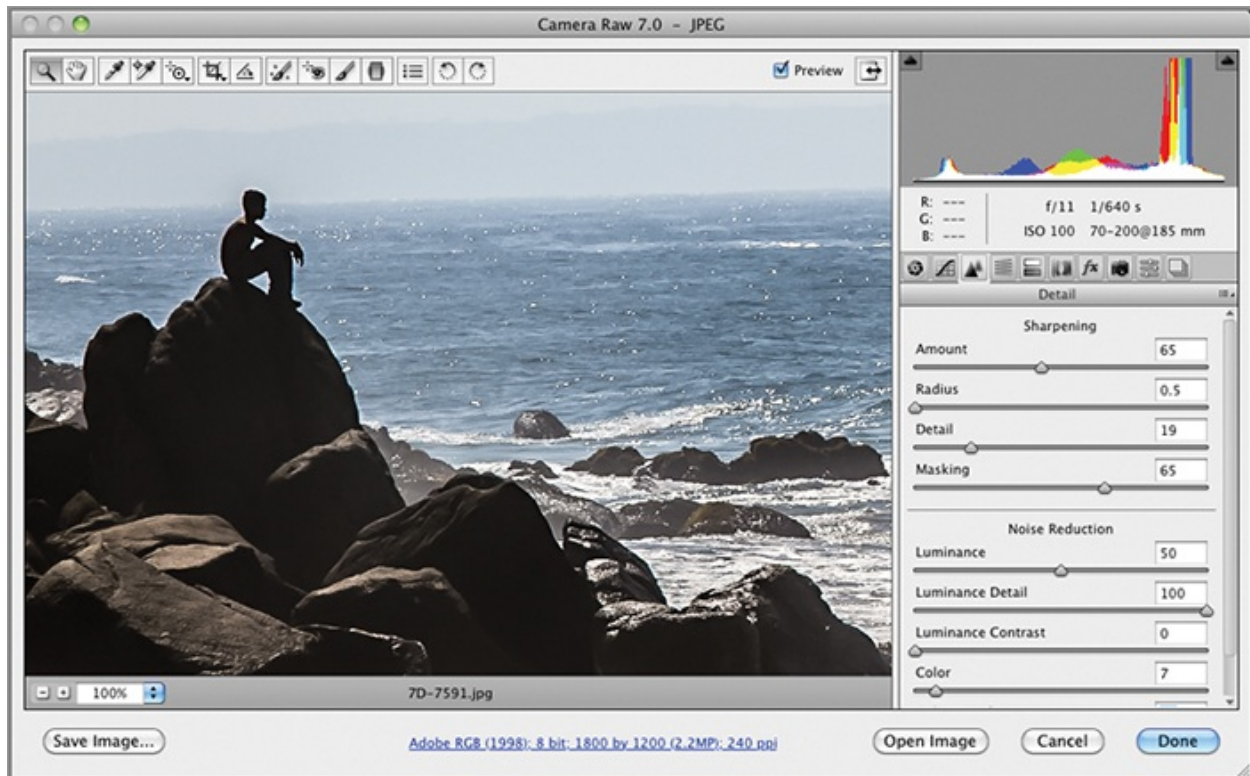 Camera Raw 7.0 – JPEG
Preview
R: ---
G: ---
B: ---
f/11 1/640 s
ISO 100 70-200@185 mm
fx
Detail
Sharpening
Amount 65
Radius 0.5
Detail 19
Masking 65
Noise Reduction
Luminance 50
Luminance Detail 100
Luminance Contrast 0
Color 7
100%
7D-7591.jpg
Save Image...
Adobe RGB (1998); 8 bit; 1800 by 1200 (2.2MP); 240 ppi
Open Image
Cancel
Done